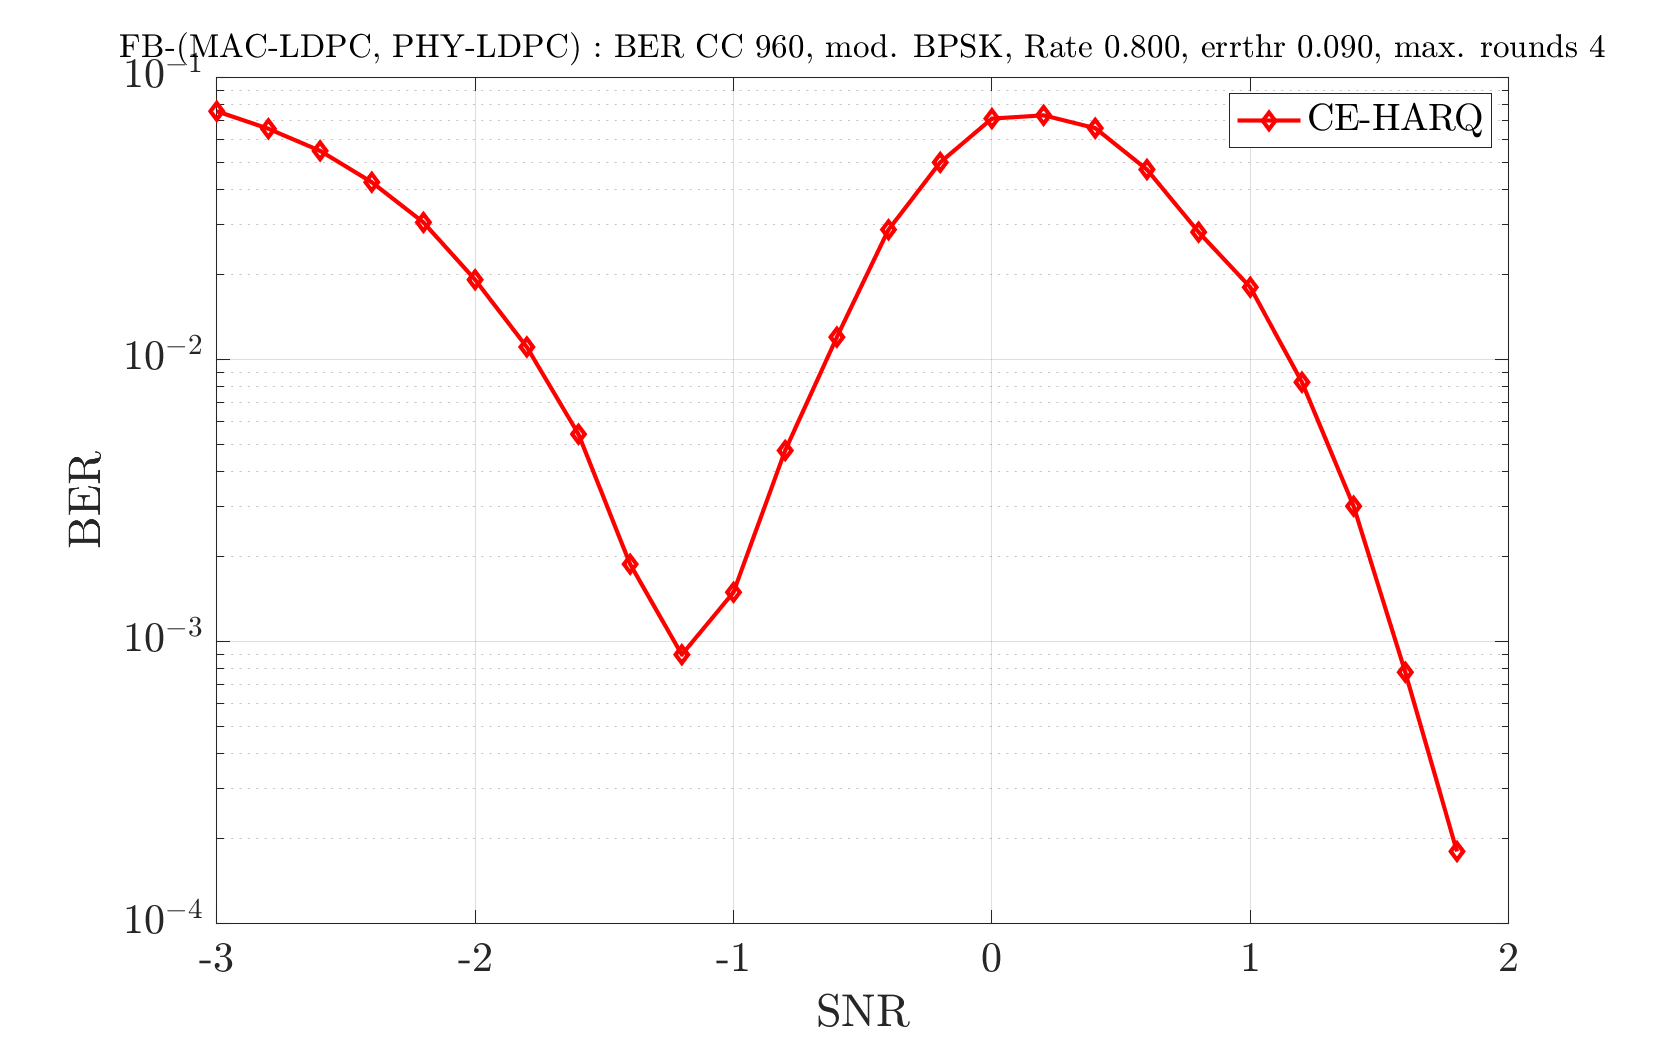 FB-(MAC-LDPC, PHY-LDPC) : BER CC 960, mod. BPSK, Rate 0.800, errthr 0.090, max. rounds 4
10⁻¹
CE-HARQ
10⁻²
BER
10⁻³
10⁻⁴
-3 -2 -1 0 1 2
SNR